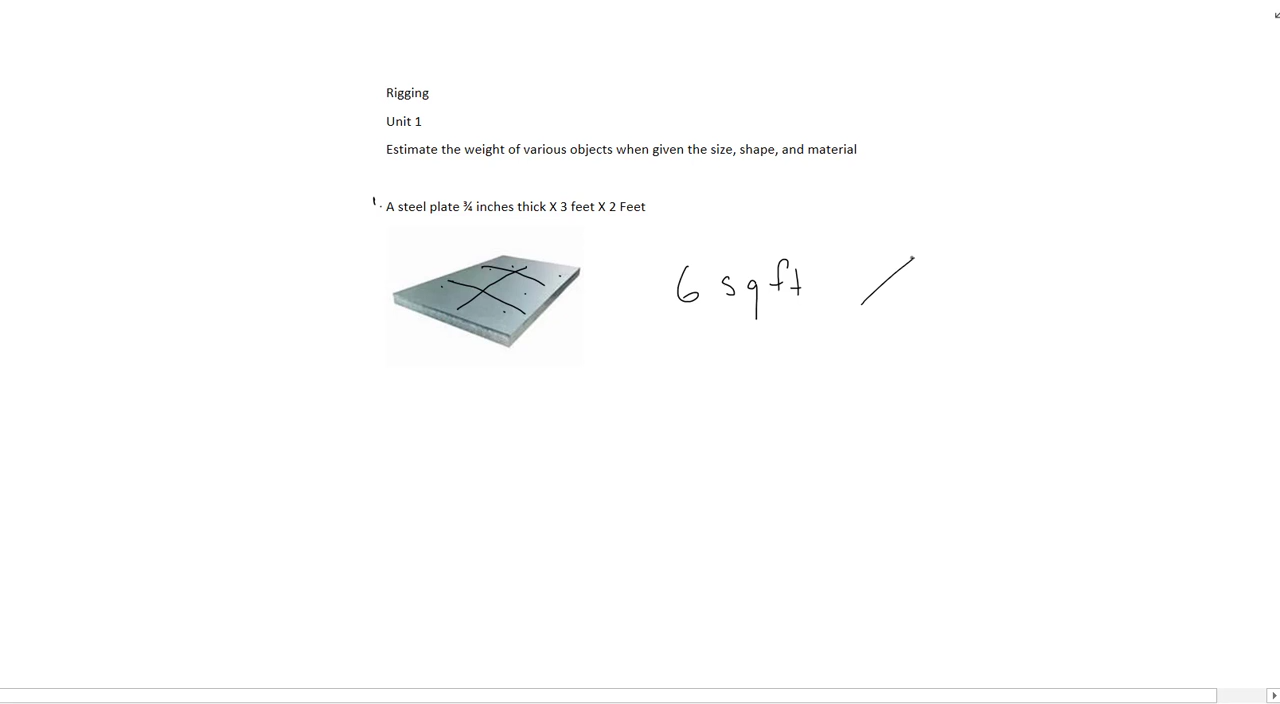 Rigging
Unit 1
Estimate the weight of various objects when given the size, shape, and material
1. A steel plate ¾ inches thick X 3 feet X 2 Feet
6 sqft